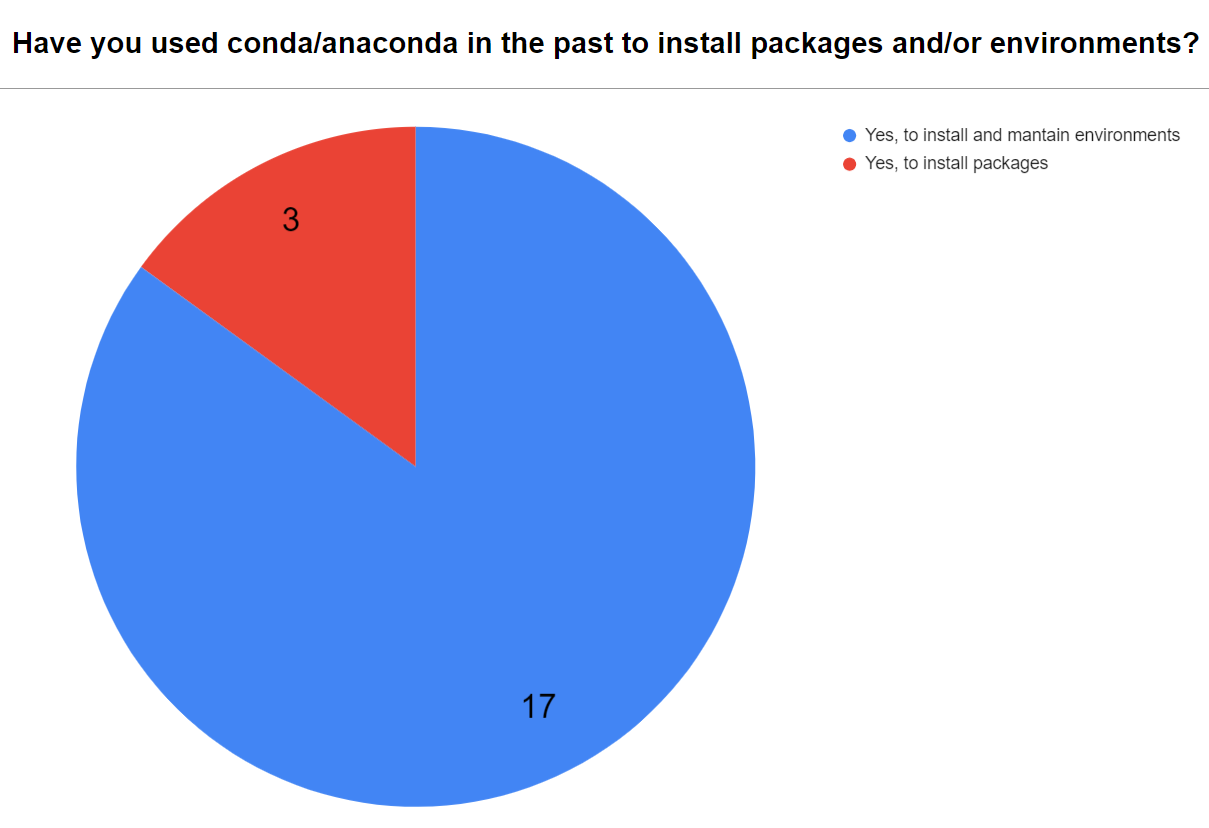 Have you used conda/anaconda in the past to install packages and/or environments?
Yes, to install and mantain environments
Yes, to install packages
3
17